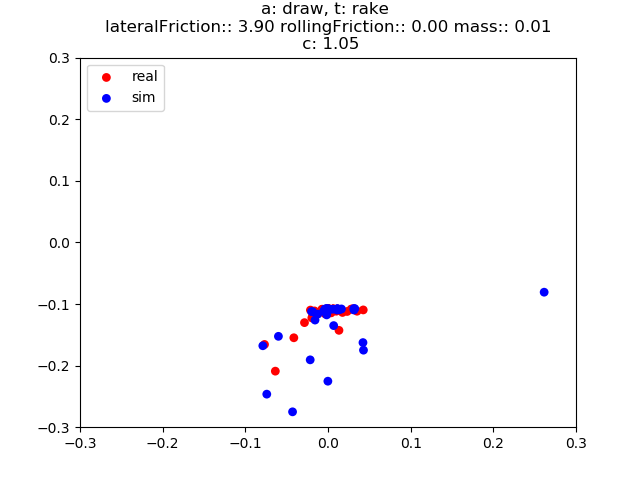 a: draw, t: rake
lateralFriction:: 3.90 rollingFriction:: 0.00 mass:: 0.01
c: 1.05
real
sim
0.3
0.2
0.1
0.0
−0.1
−0.2
−0.3
−0.3 −0.2 −0.1 0.0 0.1 0.2 0.3